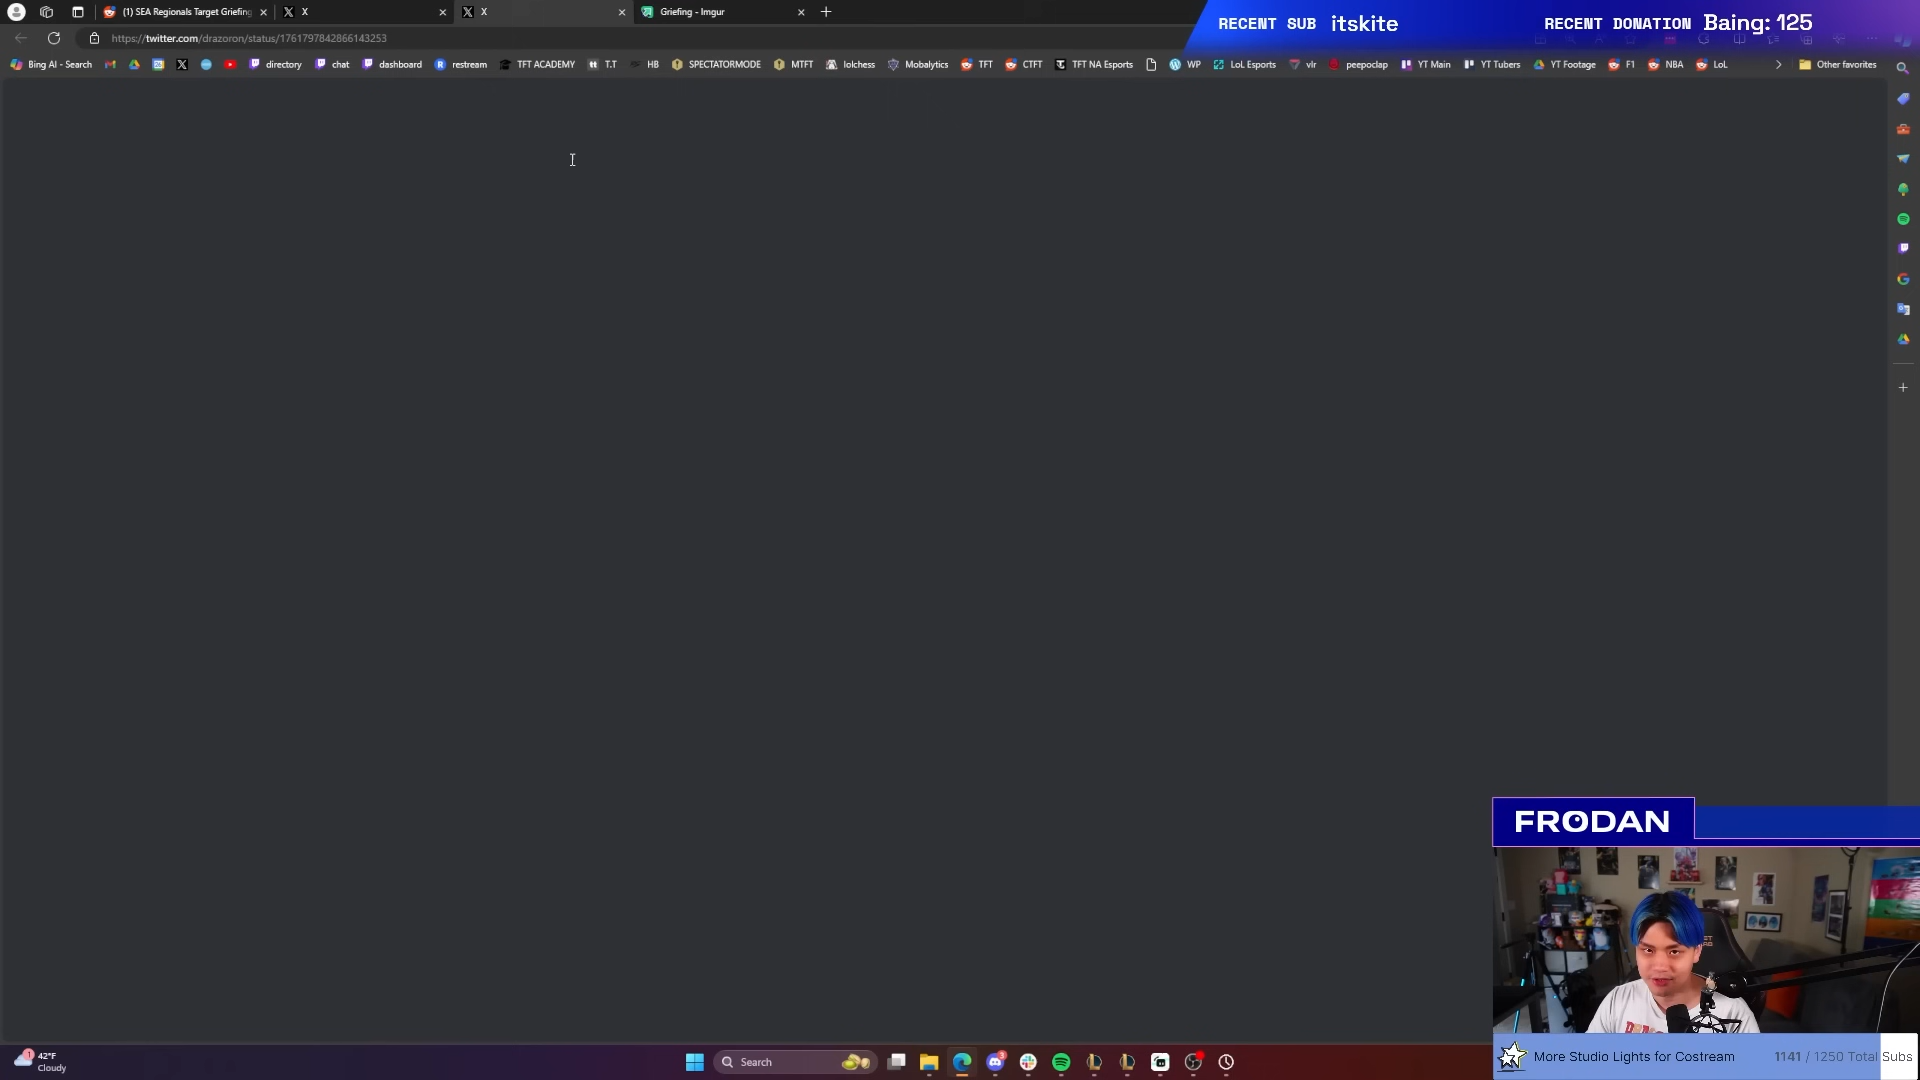 (1) SEA Regionals Target Griefing
X
X
Griefing - Imgur
RECENT SUB itskite
RECENT DONATION Baing: 125
https://twitter.com/drazoron/status/1761797842866143253
Bing AI - Search
directory
chat
dashboard
restream
TFT ACADEMY
T.T
HB
SPECTATORMODE
MTFT
lolchess
Mobalytics
TFT
CTFT
TFT NA Esports
WP
LoL Esports
vlr
peepoclap
YT Main
YT Tubers
YT Footage
F1
NBA
LoL
Other favorites
FRODAN
More Studio Lights for Costream
1141 / 1250 Total Subs
42°F
Cloudy
Search